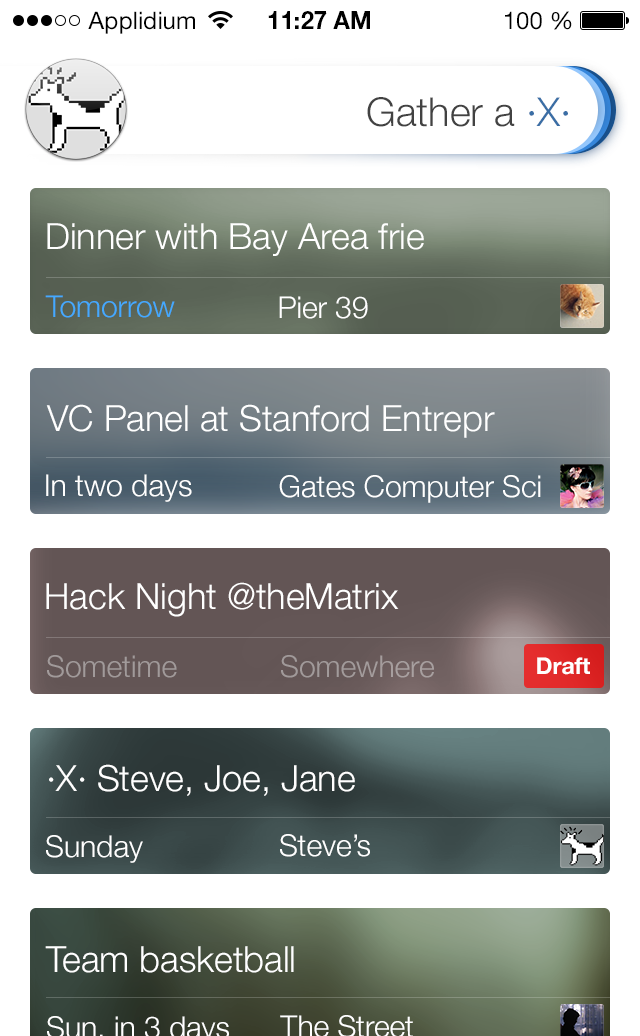 Applidium 11:27 AM 100 %
Gather a ·X·
Dinner with Bay Area frie
Tomorrow Pier 39
VC Panel at Stanford Entrepr
In two days Gates Computer Sci
Hack Night @theMatrix
Sometime Somewhere Draft
·X· Steve, Joe, Jane
Sunday Steve’s
Team basketball
Sun. in 3 days The Street